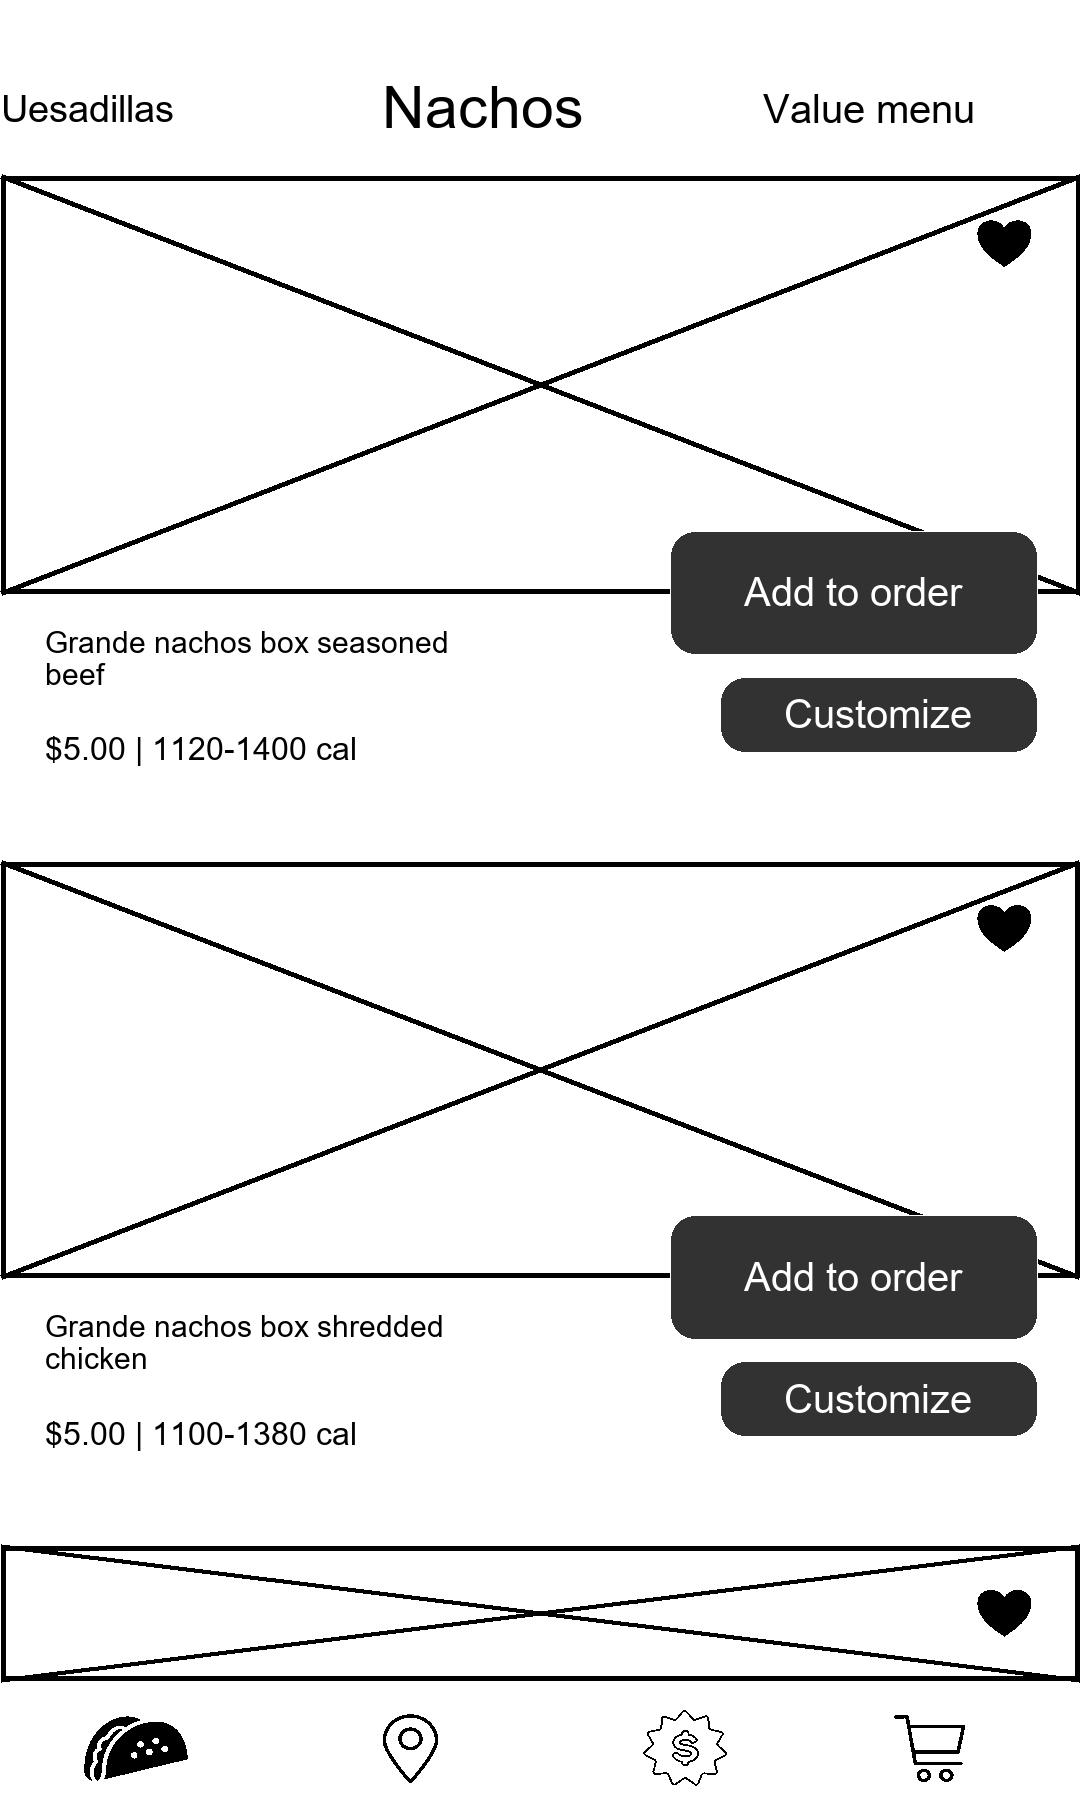 Uesadillas
Nachos
Value menu
Add to order
Grande nachos box seasoned
beef
Customize
$5.00 | 1120-1400 cal
Add to order
Grande nachos box shredded
chicken
Customize
$5.00 | 1100-1380 cal
$